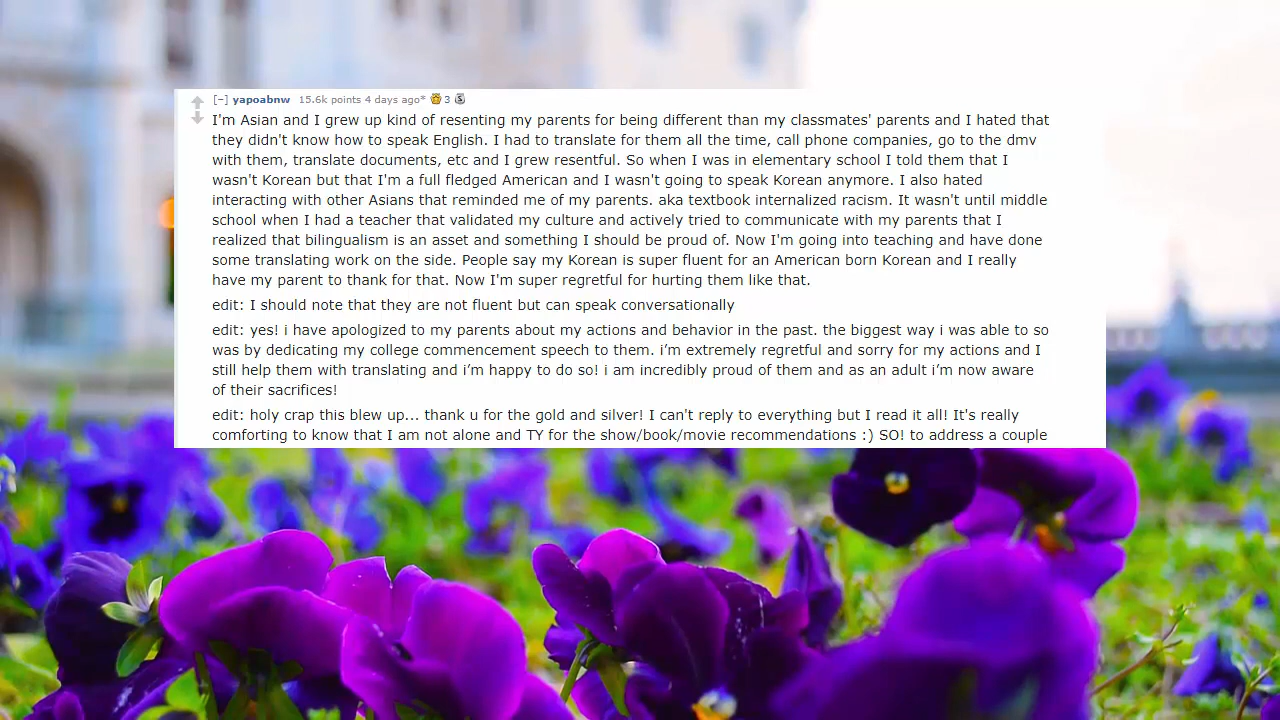 [−] yapoabnw 15.6k points 4 days ago* 3 S
I'm Asian and I grew up kind of resenting my parents for being different than my classmates' parents and I hated that
they didn't know how to speak English. I had to translate for them all the time, call phone companies, go to the dmv
with them, translate documents, etc and I grew resentful. So when I was in elementary school I told them that I
wasn't Korean but that I'm a full fledged American and I wasn't going to speak Korean anymore. I also hated
interacting with other Asians that reminded me of my parents. aka textbook internalized racism. It wasn't until middle
school when I had a teacher that validated my culture and actively tried to communicate with my parents that I
realized that bilingualism is an asset and something I should be proud of. Now I'm going into teaching and have done
some translating work on the side. People say my Korean is super fluent for an American born Korean and I really
have my parent to thank for that. Now I'm super regretful for hurting them like that.
edit: I should note that they are not fluent but can speak conversationally
edit: yes! i have apologized to my parents about my actions and behavior in the past. the biggest way i was able to so
was by dedicating my college commencement speech to them. i’m extremely regretful and sorry for my actions and I
still help them with translating and i’m happy to do so! i am incredibly proud of them and as an adult i’m now aware
of their sacrifices!
edit: holy crap this blew up... thank u for the gold and silver! I can't reply to everything but I read it all! It's really
comforting to know that I am not alone and TY for the show/book/movie recommendations :) SO! to address a couple